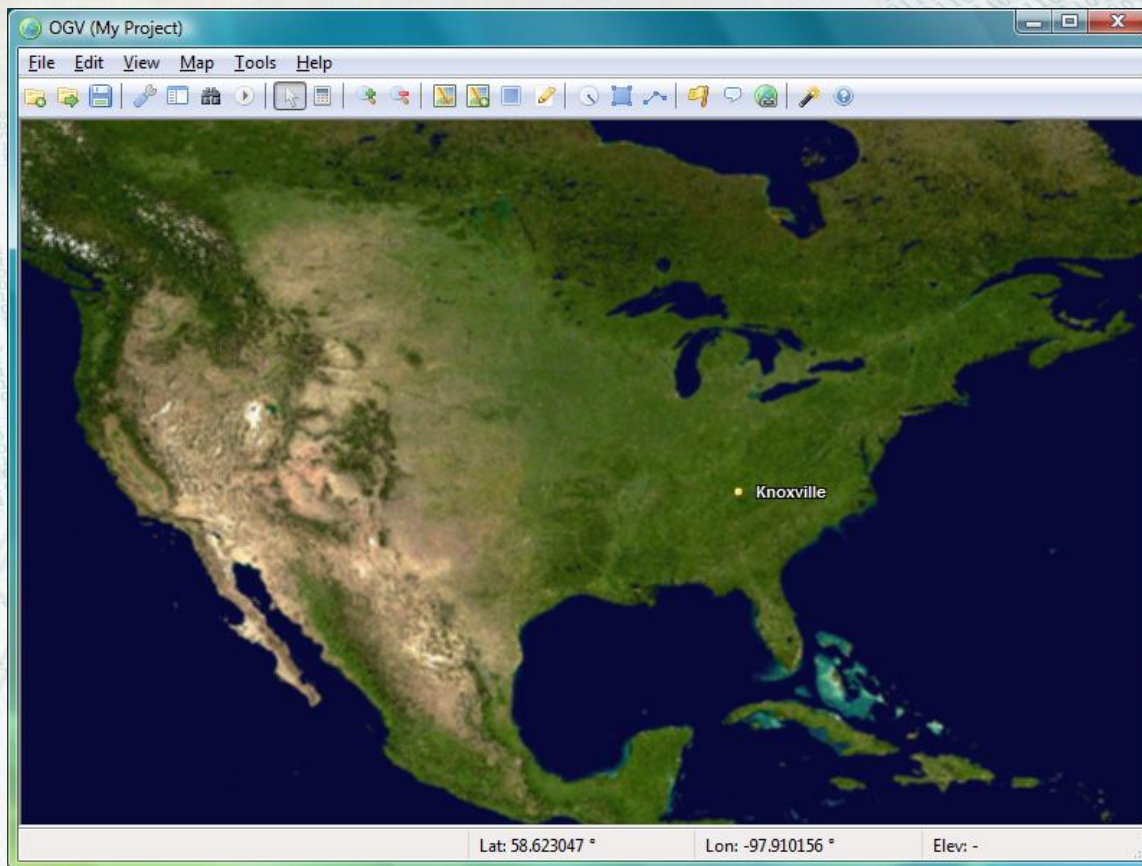 OGV (My Project)
File Edit View Map Tools Help
Knoxville
Lat: 58.623047 ° Lon: -97.910156 ° Elev: -